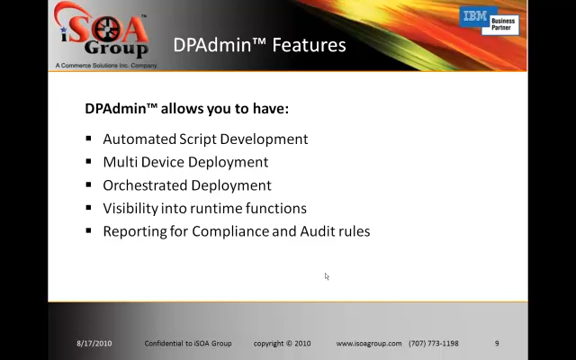 iSOA™
Group
A Commerce Solutions Inc. Company
DPAdmin™ Features
IBM
Business
Partner
DPAdmin™ allows you to have:
▪ Automated Script Development
▪ Multi Device Deployment
▪ Orchestrated Deployment
▪ Visibility into runtime functions
▪ Reporting for Compliance and Audit rules
8/17/2010 Confidential to iSOA Group copyright © 2010 www.isoagroup.com (707) 773-1198 9